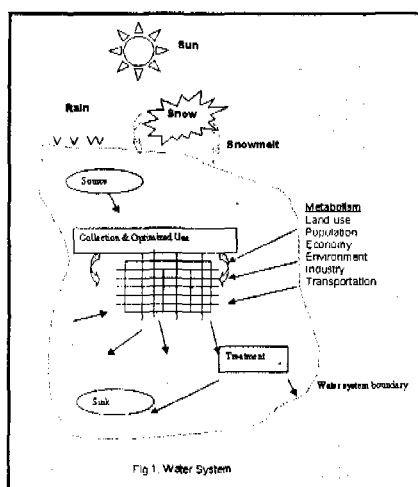 Sun
Rain
Snow
Snowmelt
Source
Metabolism
Land use
Population
Economy
Environment
Industry
Transportation
Collection & Optimized Use
Treatment
Water system boundary
Sink
Fig 1. Water System